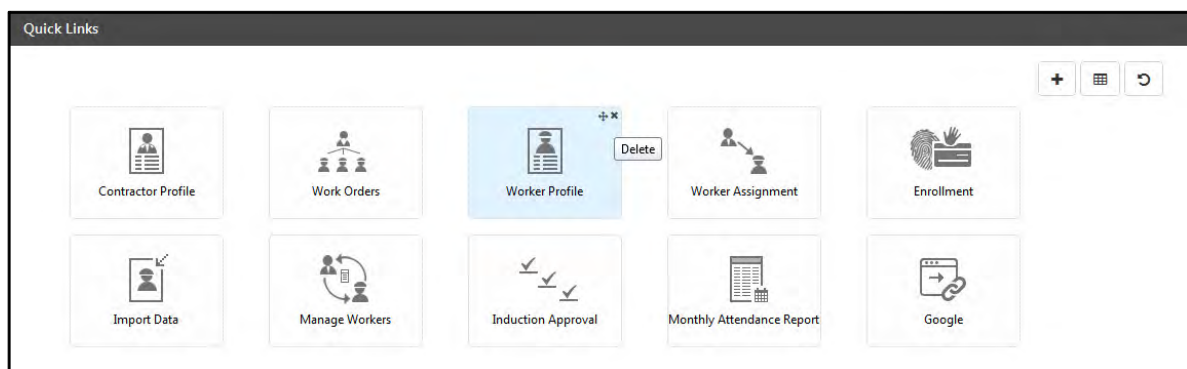 Quick Links
Delete
Contractor Profile
Work Orders
Worker Profile
Worker Assignment
Enrollment
Import Data
Manage Workers
Induction Approval
Monthly Attendance Report
Google